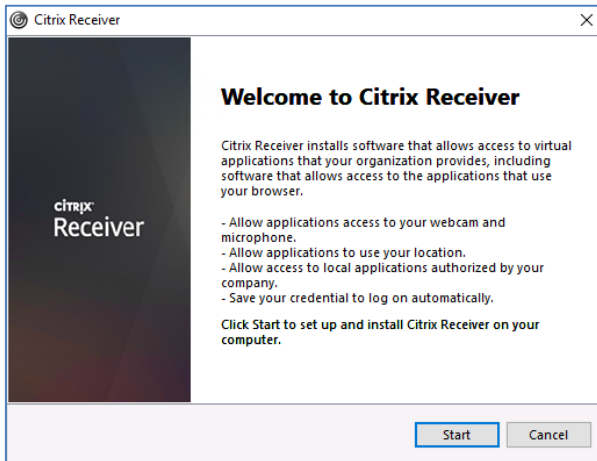 Citrix Receiver
Welcome to Citrix Receiver
Citrix Receiver installs software that allows access to virtual
applications that your organization provides, including
software that allows access to the applications that use
your browser.
- Allow applications access to your webcam and
microphone.
- Allow applications to use your location.
- Allow access to local applications authorized by your
company.
- Save your credential to log on automatically.
Click Start to set up and install Citrix Receiver on your
computer.
CİTRIX
Receiver
Start Cancel